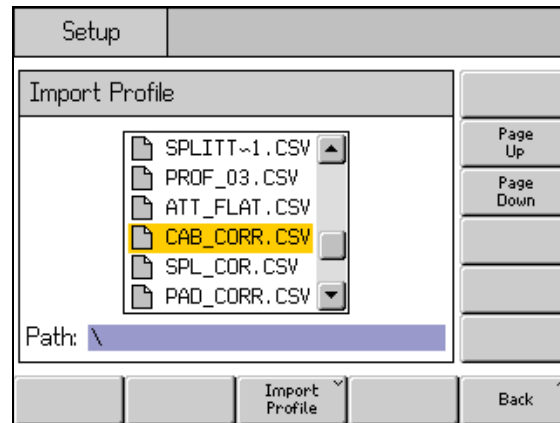 Setup
Import Profile
SPLITT~1.CSV
PROF_03.CSV
ATT_FLAT.CSV
CAB_CORR.CSV
SPL_COR.CSV
PAD_CORR.CSV
Path: \
Page
Up
Page
Down
Import
Profile
Back